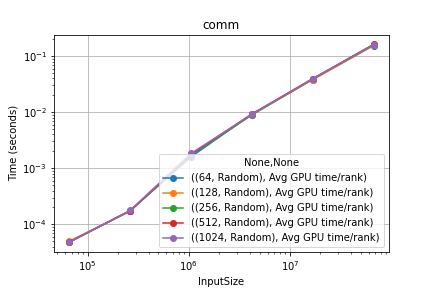 comm
10⁻¹
10⁻²
10⁻³
10⁻⁴
Time (seconds)
None,None
((64, Random), Avg GPU time/rank)
((128, Random), Avg GPU time/rank)
((256, Random), Avg GPU time/rank)
((512, Random), Avg GPU time/rank)
((1024, Random), Avg GPU time/rank)
10⁵ 10⁶ 10⁷
InputSize